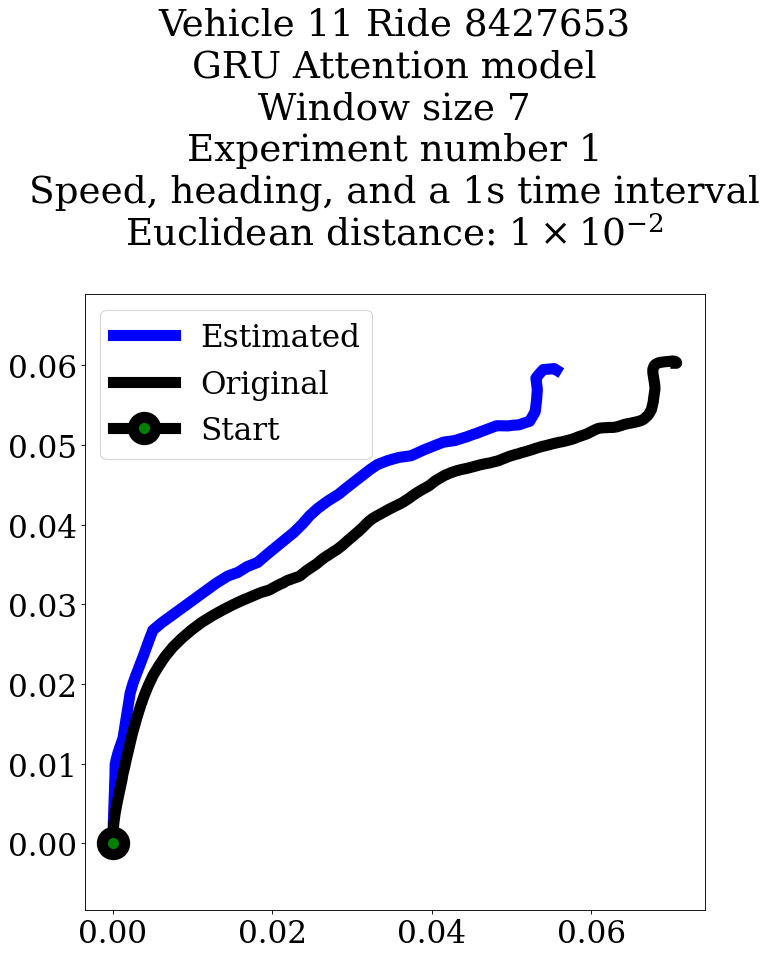 Vehicle 11 Ride 8427653
GRU Attention model
Window size 7
Experiment number 1
Speed, heading, and a 1s time interval
Euclidean distance: 1 × 10⁻²
Estimated
Original
Start
0.06
0.05
0.04
0.03
0.02
0.01
0.00
0.00 0.02 0.04 0.06